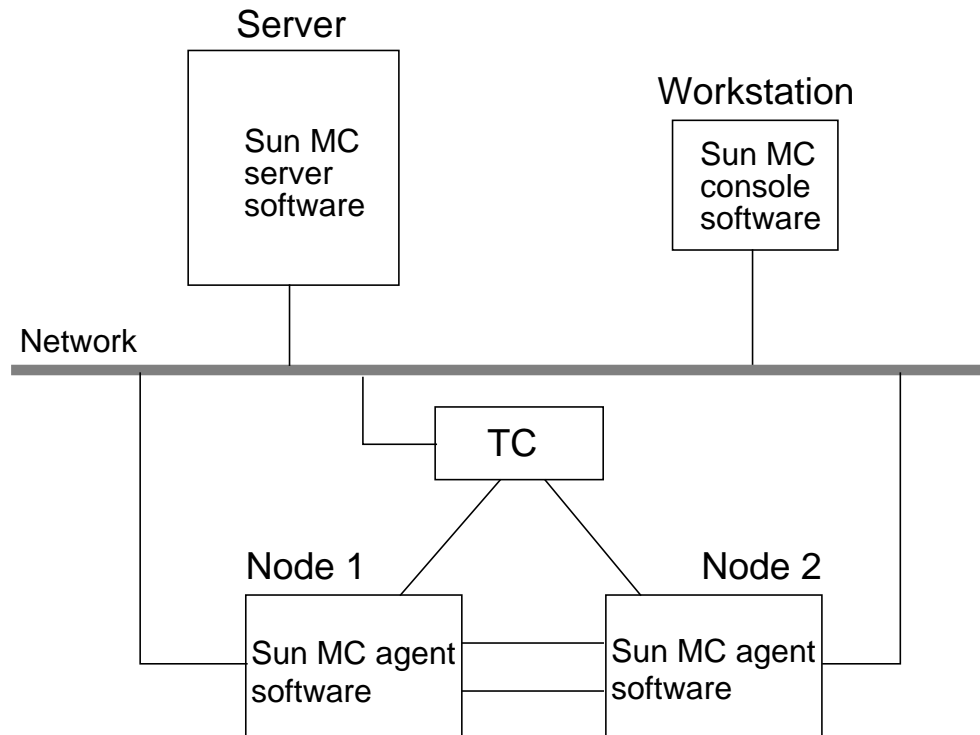 Server
Sun MC
server
software
Workstation
Sun MC
console
software
Network
TC
Node 1
Sun MC agent
software
Node 2
Sun MC agent
software